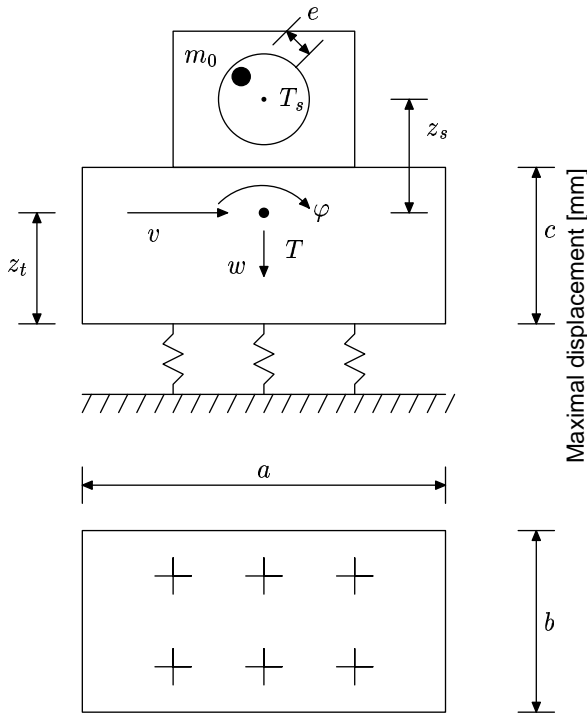 e
m₀
Tₛ
zₛ
φ
v
c
T
w
zₜ
Maximal displacement [mm]
a
b